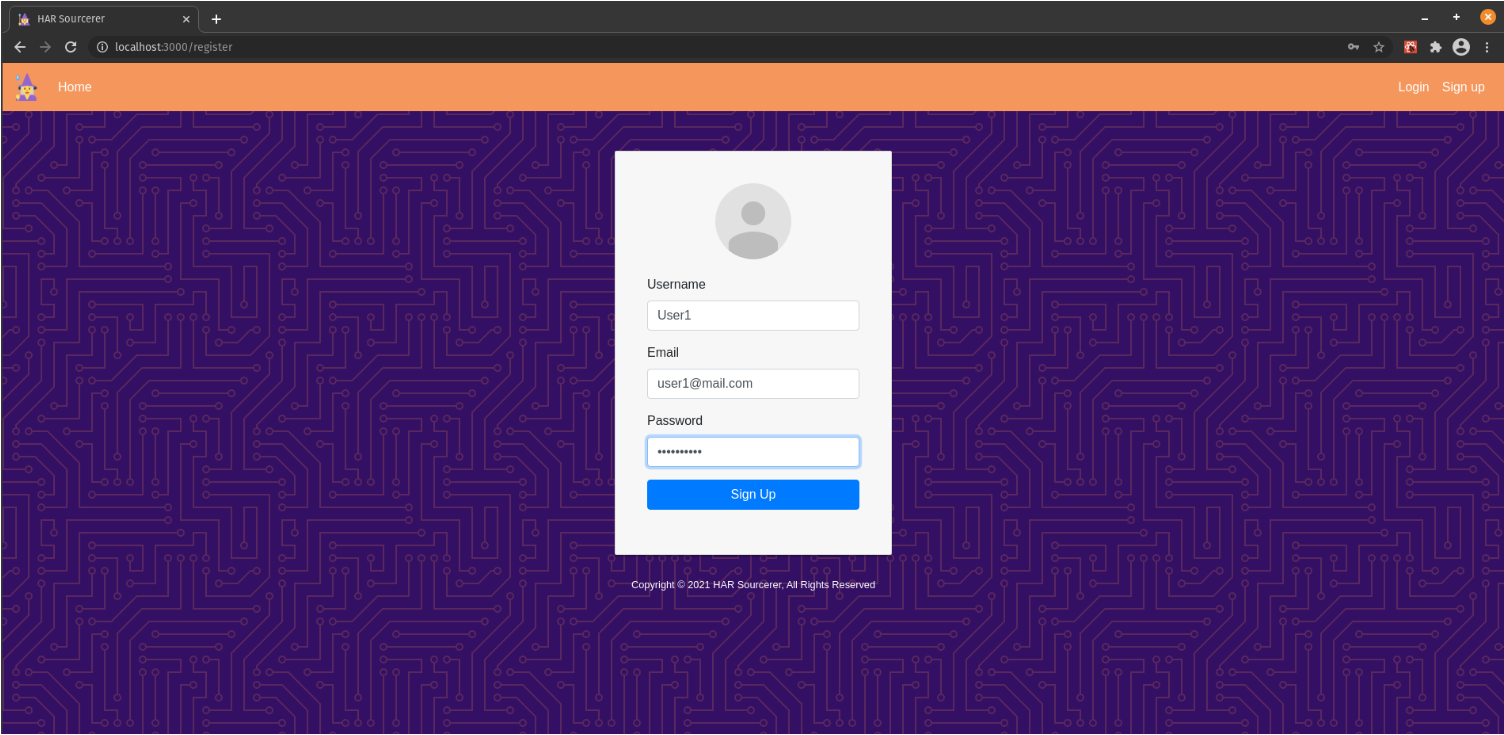 HAR Sourcerer
localhost:3000/register
Home
Login
Sign up
Username
User1
Email
user1@mail.com
Password
••••••••••
Sign Up
Copyright © 2021 HAR Sourcerer, All Rights Reserved